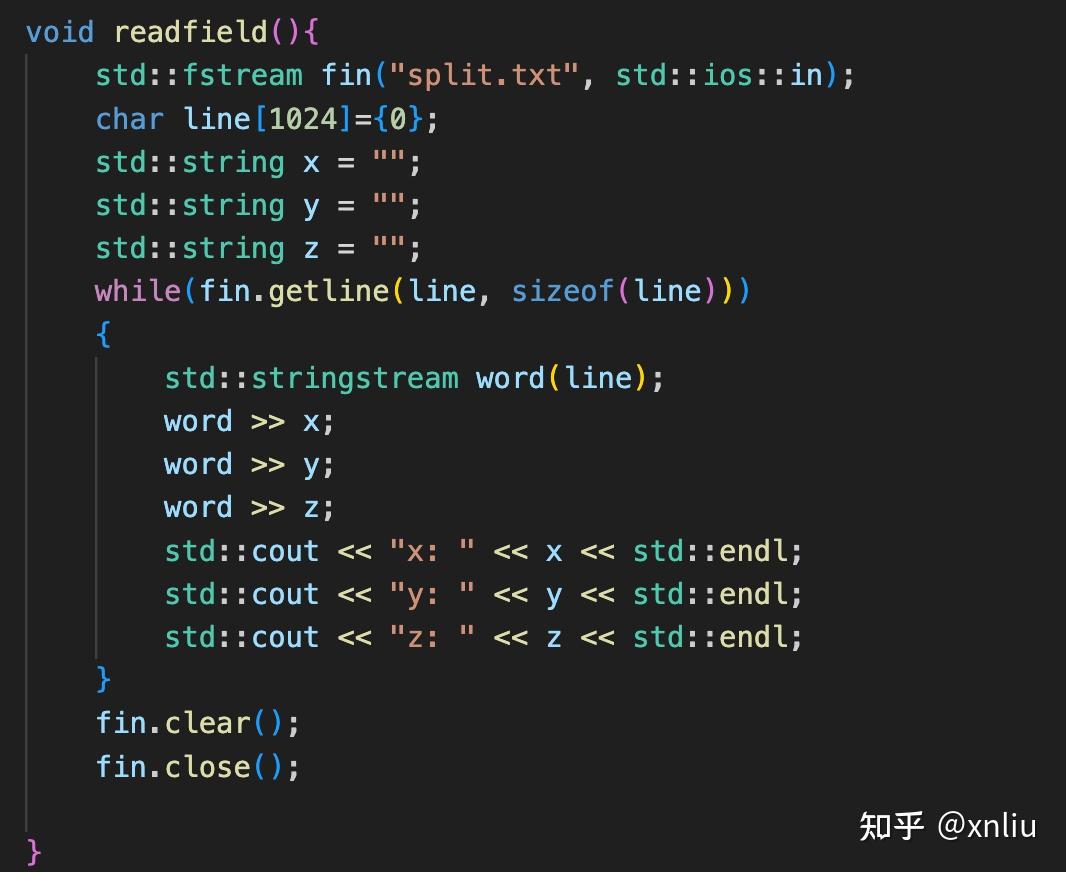 void readfield(){
    std::fstream fin("split.txt", std::ios::in);
    char line[1024]={0};
    std::string x = "";
    std::string y = "";
    std::string z = "";
    while(fin.getline(line, sizeof(line)))
    {
        std::stringstream word(line);
        word >> x;
        word >> y;
        word >> z;
        std::cout << "x: " << x << std::endl;
        std::cout << "y: " << y << std::endl;
        std::cout << "z: " << z << std::endl;
    }
    fin.clear();
    fin.close();
}
知乎 @xnliu